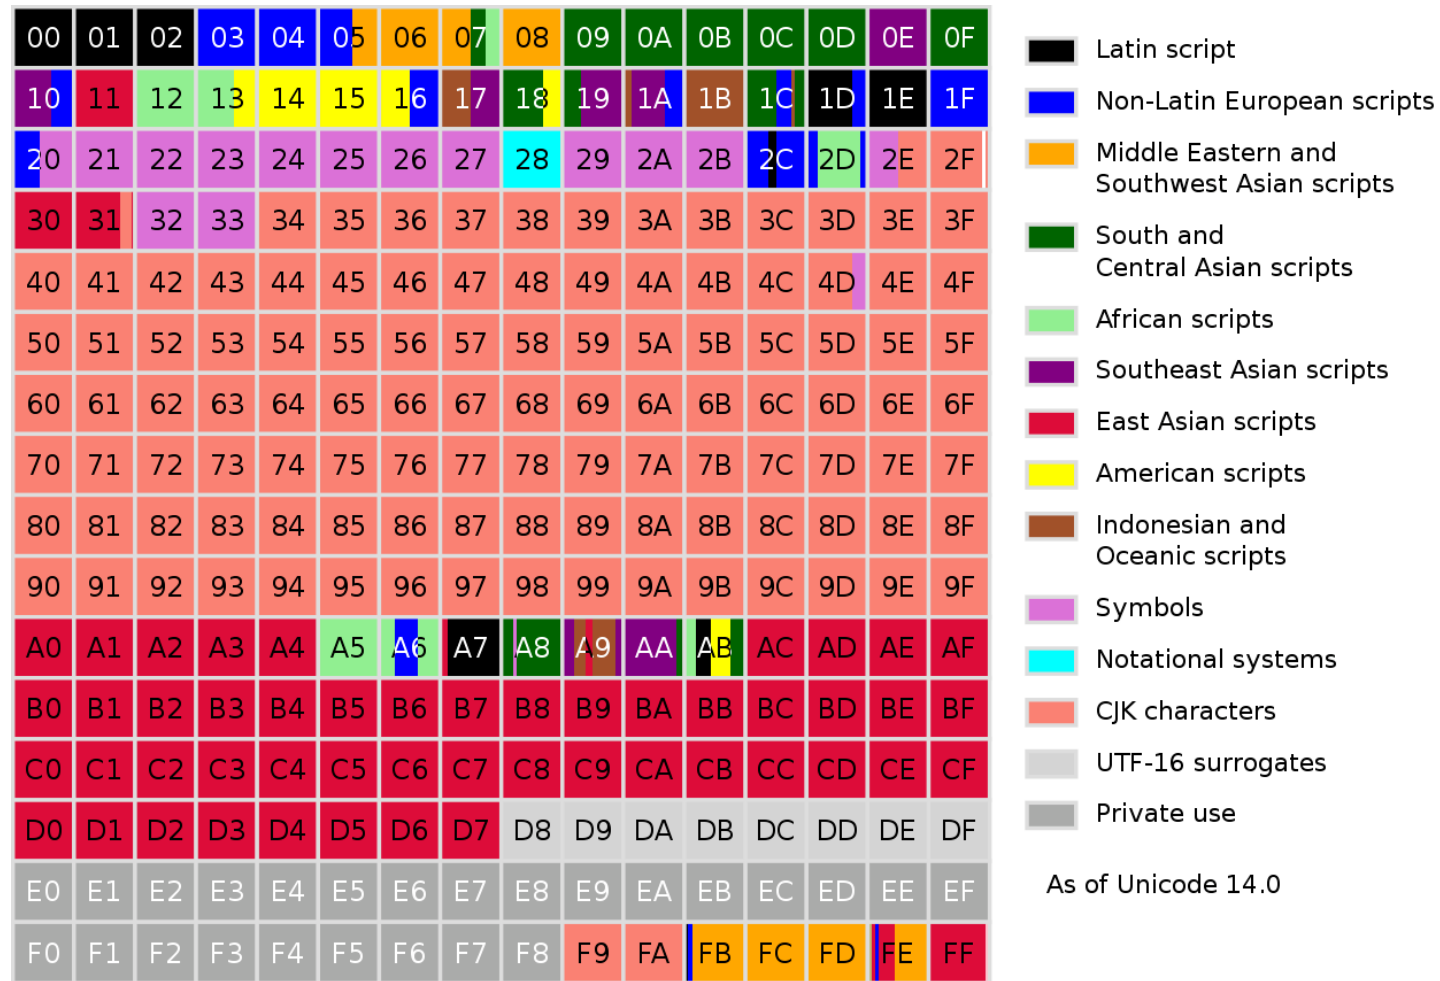 00 01 02 03 04 05 06 07 08 09 0A 0B 0C 0D 0E 0F
10 11 12 13 14 15 16 17 18 19 1A 1B 1C 1D 1E 1F
20 21 22 23 24 25 26 27 28 29 2A 2B 2C 2D 2E 2F
30 31 32 33 34 35 36 37 38 39 3A 3B 3C 3D 3E 3F
40 41 42 43 44 45 46 47 48 49 4A 4B 4C 4D 4E 4F
50 51 52 53 54 55 56 57 58 59 5A 5B 5C 5D 5E 5F
60 61 62 63 64 65 66 67 68 69 6A 6B 6C 6D 6E 6F
70 71 72 73 74 75 76 77 78 79 7A 7B 7C 7D 7E 7F
80 81 82 83 84 85 86 87 88 89 8A 8B 8C 8D 8E 8F
90 91 92 93 94 95 96 97 98 99 9A 9B 9C 9D 9E 9F
A0 A1 A2 A3 A4 A5 A6 A7 A8 A9 AA AB AC AD AE AF
B0 B1 B2 B3 B4 B5 B6 B7 B8 B9 BA BB BC BD BE BF
C0 C1 C2 C3 C4 C5 C6 C7 C8 C9 CA CB CC CD CE CF
D0 D1 D2 D3 D4 D5 D6 D7 D8 D9 DA DB DC DD DE DF
E0 E1 E2 E3 E4 E5 E6 E7 E8 E9 EA EB EC ED EE EF
F0 F1 F2 F3 F4 F5 F6 F7 F8 F9 FA FB FC FD FE FF
Latin script
Non-Latin European scripts
Middle Eastern and
Southwest Asian scripts
South and
Central Asian scripts
African scripts
Southeast Asian scripts
East Asian scripts
American scripts
Indonesian and
Oceanic scripts
Symbols
Notational systems
CJK characters
UTF-16 surrogates
Private use
As of Unicode 14.0